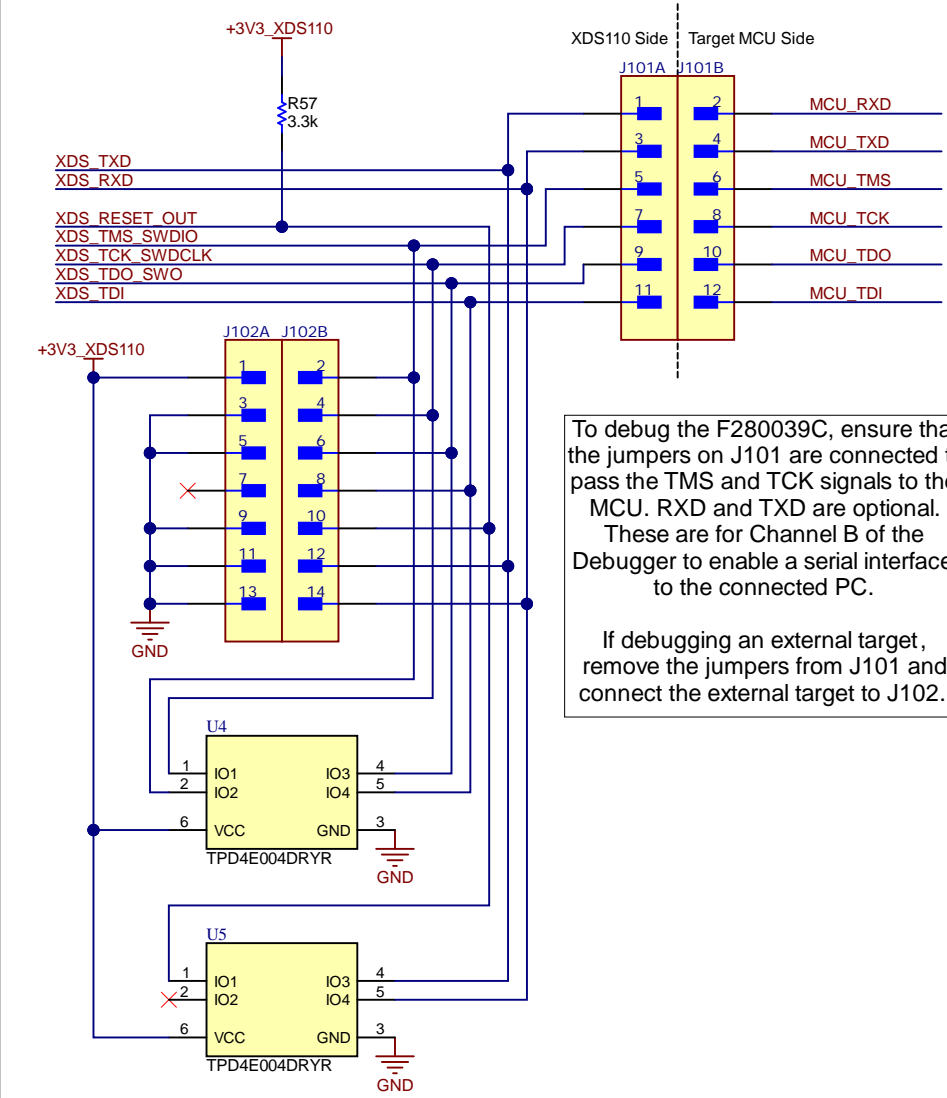 +3V3_XDS110
XDS110 Side
Target MCU Side
J101A
J101B
R57
3.3k
1
2
MCU_RXD
3
4
MCU_TXD
5
6
MCU_TMS
7
8
MCU_TCK
9
10
MCU_TDO
11
12
MCU_TDI
XDS_TXD
XDS_RXD
XDS_RESET_OUT
XDS_TMS_SWDIO
XDS_TCK_SWDCLK
XDS_TDO_SWO
XDS_TDI
J102A
J102B
+3V3_XDS110
1
2
3
4
5
6
7
8
9
10
11
12
13
14
GND
To debug the F280039C, ensure tha
the jumpers on J101 are connected t
pass the TMS and TCK signals to the
MCU. RXD and TXD are optional.
These are for Channel B of the
Debugger to enable a serial interface
to the connected PC.
If debugging an external target,
remove the jumpers from J101 and
connect the external target to J102.
U4
1
IO1
IO3
4
2
IO2
IO4
5
6
VCC
GND
3
TPD4E004DRYR
GND
U5
1
IO1
IO3
4
2
IO2
IO4
5
6
VCC
GND
3
TPD4E004DRYR
GND